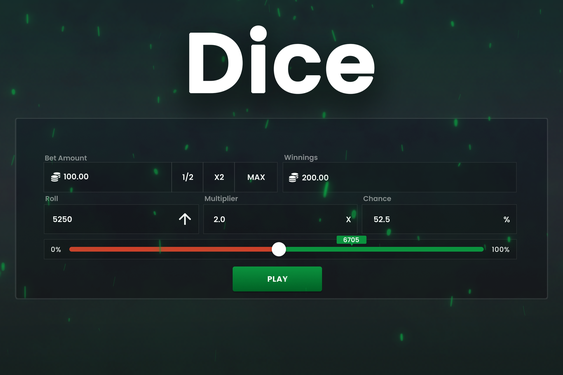 Dice
Bet Amount
Winnings
100.00
1/2
X2
MAX
200.00
Roll
Multiplier
Chance
5250
2.0
X
52.5
%
6705
0%
100%
PLAY